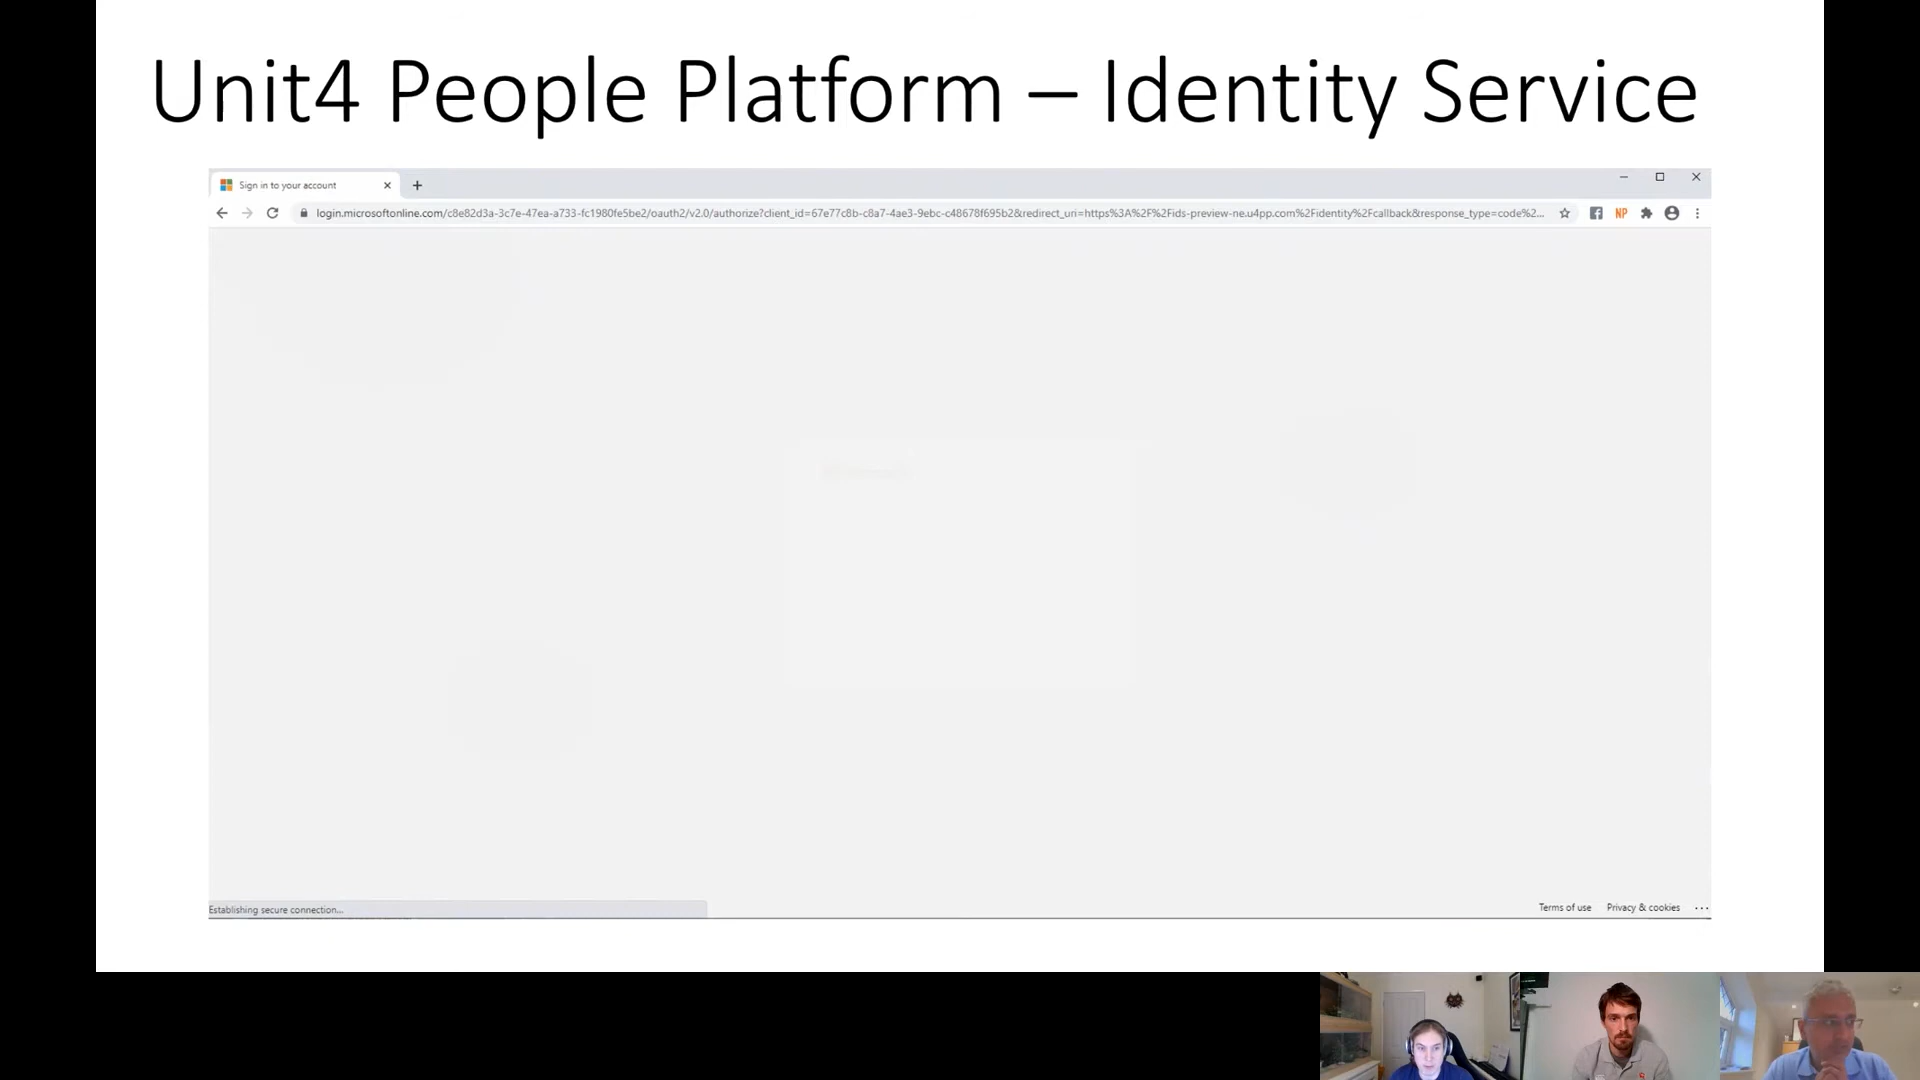 Unit4 People Platform – Identity Service
Sign in to your account
login.microsoftonline.com/c8e82d3a-3c7e-47ea-a733-fc1980fe5be2/oauth2/v2.0/authorize?client_id=67e77c8b-c8a7-4ae3-9ebc-c48678f695b2&redirect_uri=https%3A%2F%2Fids-preview-ne.u4pp.com%2Fidentity%2Fcallback&response_type=code%2...
NP
Establishing secure connection...
Terms of use
Privacy & cookies